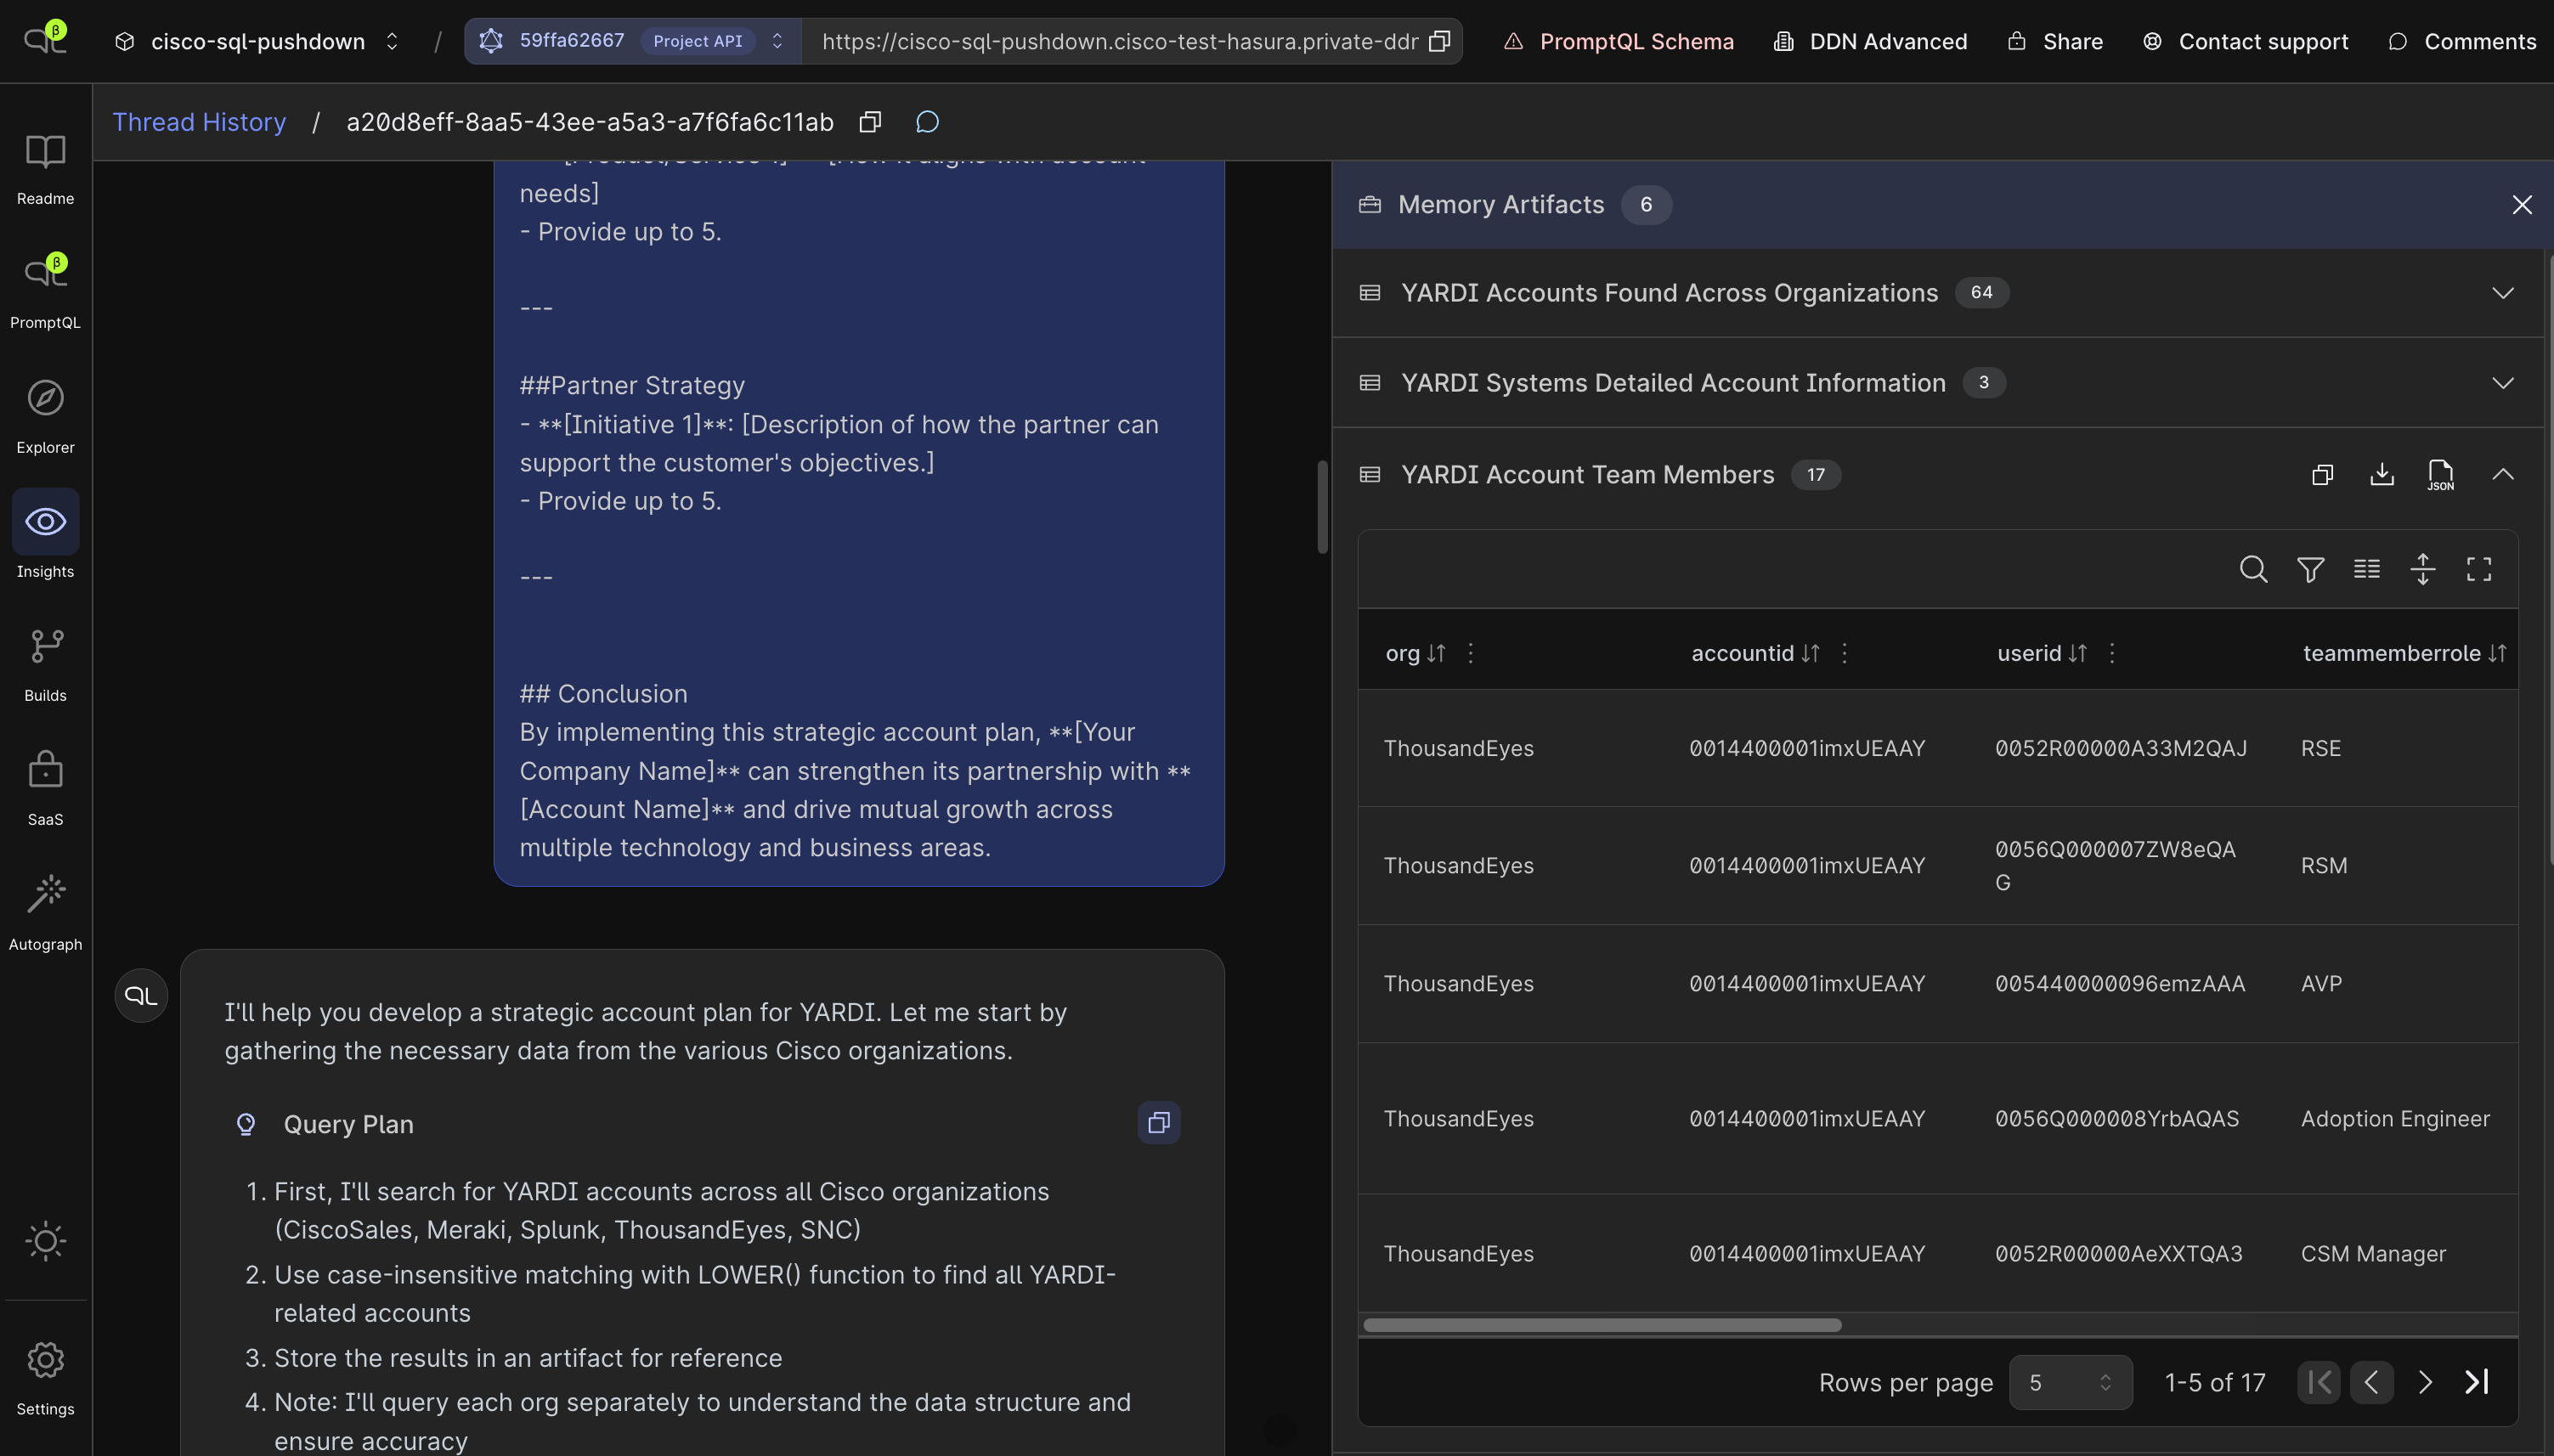 β
cisco-sql-pushdown
/
59ffa62667 Project API
https://cisco-sql-pushdown.cisco-test-hasura.private-ddr
PromptQL Schema
DDN Advanced
Share
Contact support
Comments
Readme
β
PromptQL
Explorer
Insights
Builds
SaaS
Autograph
Settings
Thread History / a20d8eff-8aa5-43ee-a5a3-a7f6fa6c11ab
needs]
- Provide up to 5.
---
##Partner Strategy
- **[Initiative 1]**: [Description of how the partner can
support the customer's objectives.]
- Provide up to 5.
---
## Conclusion
By implementing this strategic account plan, **[Your
Company Name]** can strengthen its partnership with **
[Account Name]** and drive mutual growth across
multiple technology and business areas.
QL
I'll help you develop a strategic account plan for YARDI. Let me start by
gathering the necessary data from the various Cisco organizations.
Query Plan
1. First, I'll search for YARDI accounts across all Cisco organizations
(CiscoSales, Meraki, Splunk, ThousandEyes, SNC)
2. Use case-insensitive matching with LOWER() function to find all YARDI-
related accounts
3. Store the results in an artifact for reference
4. Note: I'll query each org separately to understand the data structure and
ensure accuracy
Memory Artifacts 6
YARDI Accounts Found Across Organizations 64
YARDI Systems Detailed Account Information 3
YARDI Account Team Members 17
JSON
org accountid userid teammemberrole
ThousandEyes 0014400001imxUEAAY 0052R00000A33M2QAJ RSE
ThousandEyes 0014400001imxUEAAY 0056Q000007ZW8eQA
G RSM
ThousandEyes 0014400001imxUEAAY 005440000096emzAAA AVP
ThousandEyes 0014400001imxUEAAY 0056Q000008YrbAQAS Adoption Engineer
ThousandEyes 0014400001imxUEAAY 0052R00000AeXXTQA3 CSM Manager
Rows per page 5 1-5 of 17